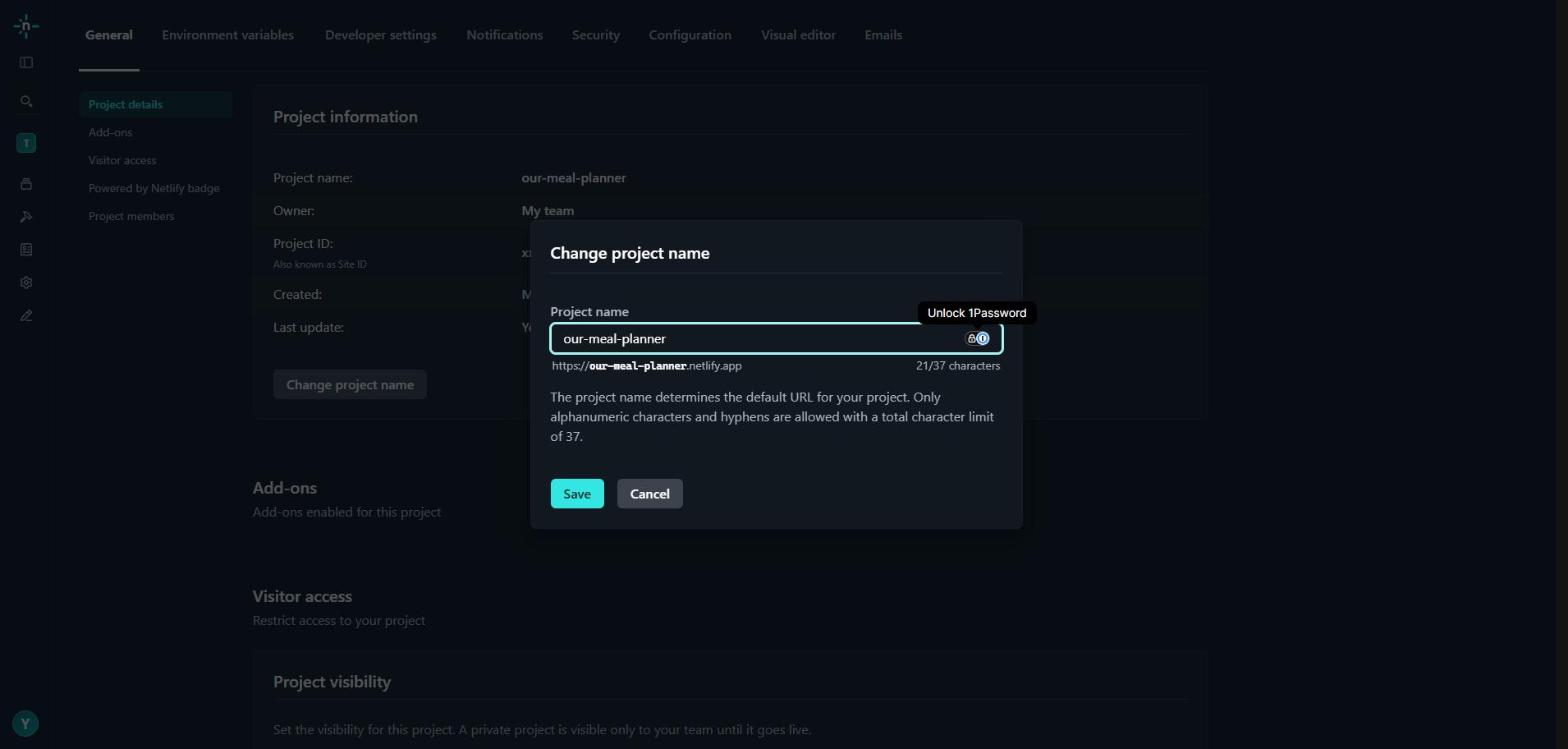 n
General Environment variables Developer settings Notifications Security Configuration Visual editor Emails
Project details
Add-ons
Visitor access
Powered by Netlify badge
Project members
T
Project information
Project name: our-meal-planner
Owner: My team
Project ID:
Also known as Site ID
Created: M
Last update:
Change project name
Change project name
Project name
Unlock 1Password
our-meal-planner
https://our-meal-planner.netlify.app 21/37 characters
The project name determines the default URL for your project. Only
alphanumeric characters and hyphens are allowed with a total character limit
of 37.
Save Cancel
Add-ons
Add-ons enabled for this project
Visitor access
Restrict access to your project
Project visibility
Set the visibility for this project. A private project is visible only to your team until it goes live.
Y